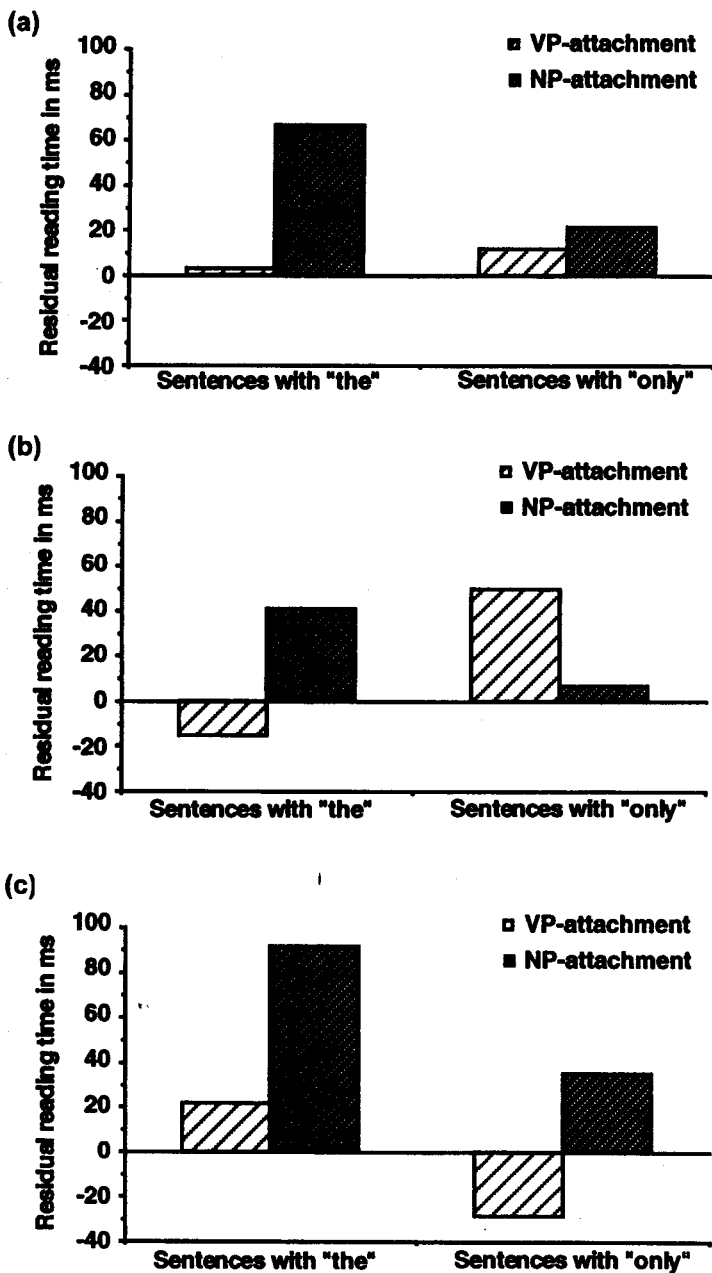 (a)
Residual reading time in ms
100
80
60
40
20
0
-20
-40
VP-attachment
NP-attachment
Sentences with "the" Sentences with "only"
(b)
Residual reading time in ms
100
80
60
40
20
0
-20
-40
VP-attachment
NP-attachment
Sentences with "the" Sentences with "only"
(c)
Residual reading time in ms
100
80
60
40
20
0
-20
-40
VP-attachment
NP-attachment
Sentences with "the" Sentences with "only"